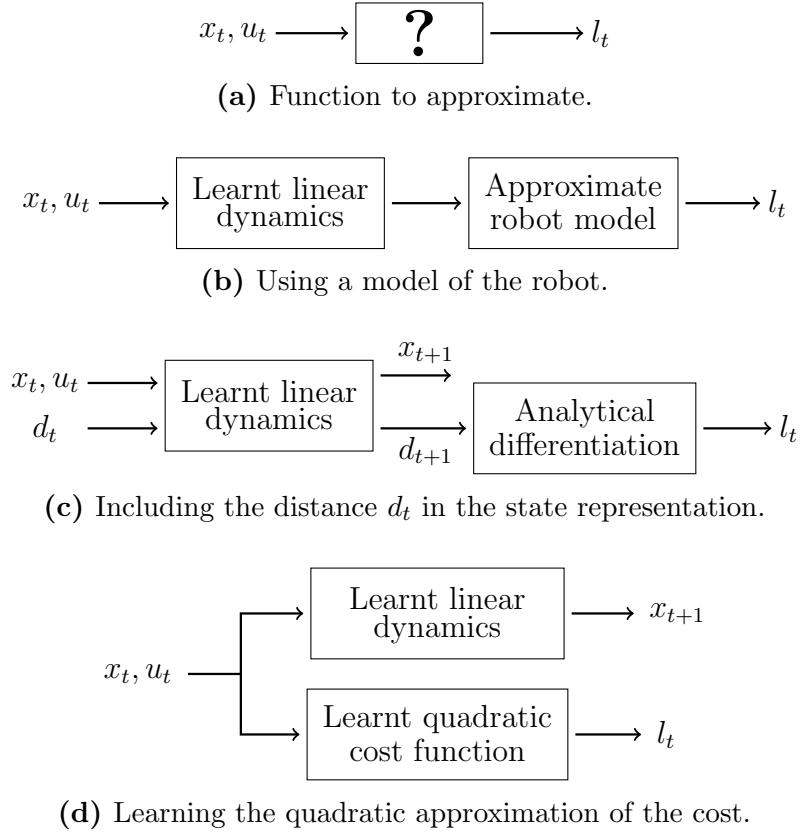 x_t, u_t ? l_t
(a) Function to approximate.
x_t, u_t Learnt linear dynamics Approximate robot model l_t
(b) Using a model of the robot.
x_t, u_t
d_t
Learnt linear
dynamics
x_{t+1}
d_{t+1}
Analytical
differentiation
l_t
(c) Including the distance d_t in the state representation.
x_t, u_t
Learnt linear
dynamics
x_{t+1}
Learnt quadratic
cost function
l_t
(d) Learning the quadratic approximation of the cost.